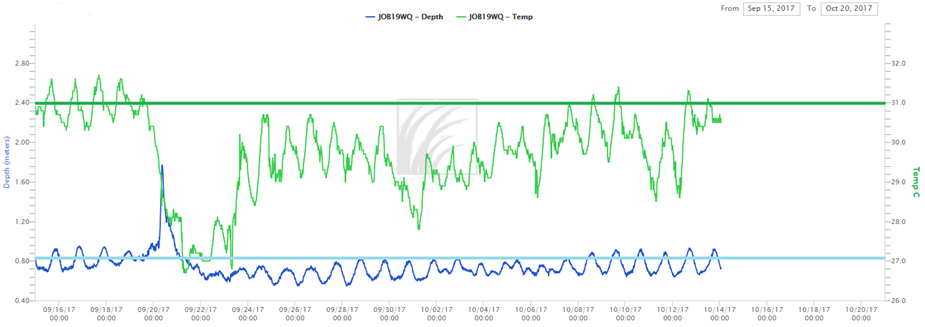 From Sep 15, 2017 To Oct 20, 2017
JOB19WQ - Depth JOB19WQ - Temp
2.80 32.0
2.40 31.0
2.00 30.0
1.60 29.0
1.20 28.0
0.80 27.0
0.40 26.0
Depth (meters)
Temp C
09/16/17 09/18/17 09/20/17 09/22/17 09/24/17 09/26/17 09/28/17 09/30/17 10/02/17 10/04/17 10/06/17 10/08/17 10/10/17 10/12/17 10/14/17 10/16/17 10/18/17 10/20/17
00:00 00:00 00:00 00:00 00:00 00:00 00:00 00:00 00:00 00:00 00:00 00:00 00:00 00:00 00:00 00:00 00:00 00:00